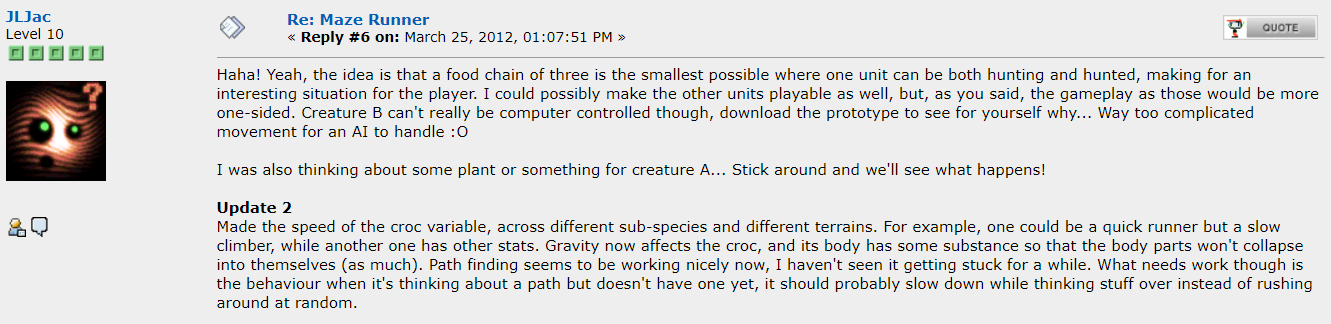 JLJac
Level 10
Re: Maze Runner
« Reply #6 on: March 25, 2012, 01:07:51 PM »
QUOTE
Haha! Yeah, the idea is that a food chain of three is the smallest possible where one unit can be both hunting and hunted, making for an
interesting situation for the player. I could possibly make the other units playable as well, but, as you said, the gameplay as those would be more
one-sided. Creature B can't really be computer controlled though, download the prototype to see for yourself why... Way too complicated
movement for an AI to handle :O
I was also thinking about some plant or something for creature A... Stick around and we'll see what happens!
Update 2
Made the speed of the croc variable, across different sub-species and different terrains. For example, one could be a quick runner but a slow
climber, while another one has other stats. Gravity now affects the croc, and its body has some substance so that the body parts won't collapse
into themselves (as much). Path finding seems to be working nicely now, I haven't seen it getting stuck for a while. What needs work though is
the behaviour when it's thinking about a path but doesn't have one yet, it should probably slow down while thinking stuff over instead of rushing
around at random.